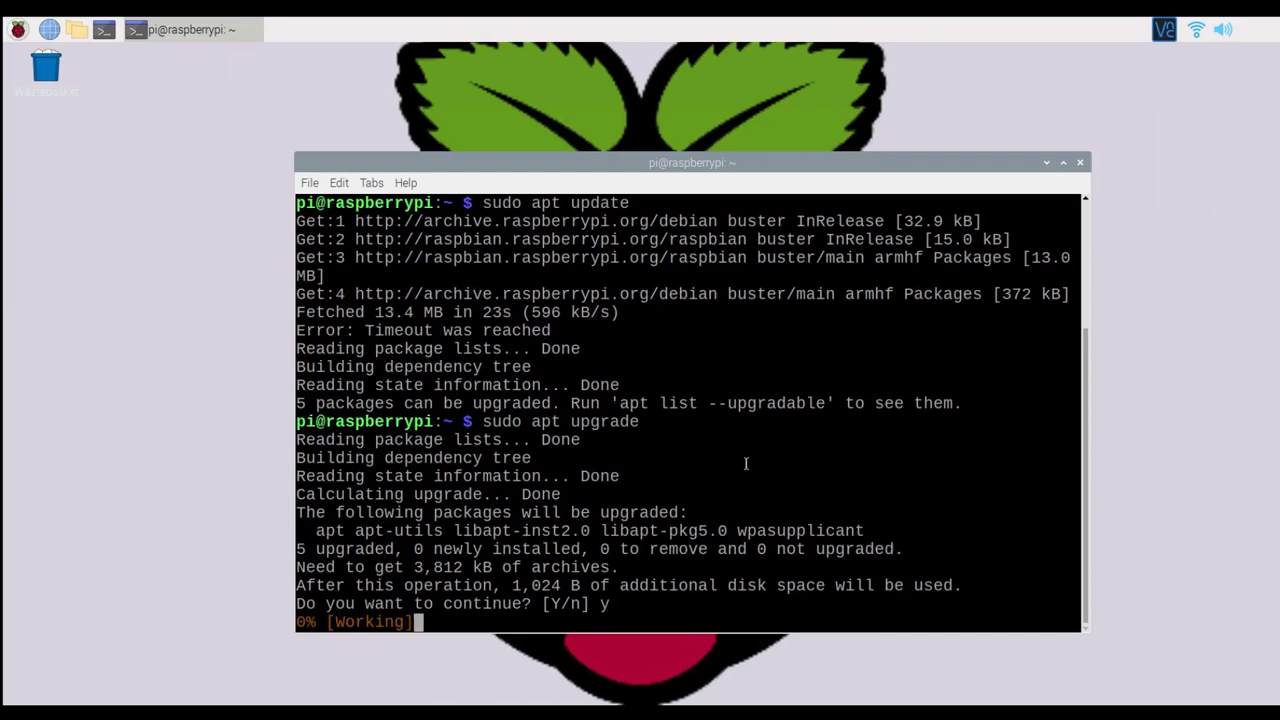 pi@raspberrypi: ~
V2
Wastebasket
pi@raspberrypi: ~
File Edit Tabs Help
pi@raspberrypi:~ $ sudo apt update
Get:1 http://archive.raspberrypi.org/debian buster InRelease [32.9 kB]
Get:2 http://raspbian.raspberrypi.org/raspbian buster InRelease [15.0 kB]
Get:3 http://raspbian.raspberrypi.org/raspbian buster/main armhf Packages [13.0
MB]
Get:4 http://archive.raspberrypi.org/debian buster/main armhf Packages [372 kB]
Fetched 13.4 MB in 23s (596 kB/s)
Error: Timeout was reached
Reading package lists... Done
Building dependency tree
Reading state information... Done
5 packages can be upgraded. Run 'apt list --upgradable' to see them.
pi@raspberrypi:~ $ sudo apt upgrade
Reading package lists... Done
Building dependency tree
Reading state information... Done
Calculating upgrade... Done
The following packages will be upgraded:
  apt apt-utils libapt-inst2.0 libapt-pkg5.0 wpasupplicant
5 upgraded, 0 newly installed, 0 to remove and 0 not upgraded.
Need to get 3,812 kB of archives.
After this operation, 1,024 B of additional disk space will be used.
Do you want to continue? [Y/n] y
0% [Working]